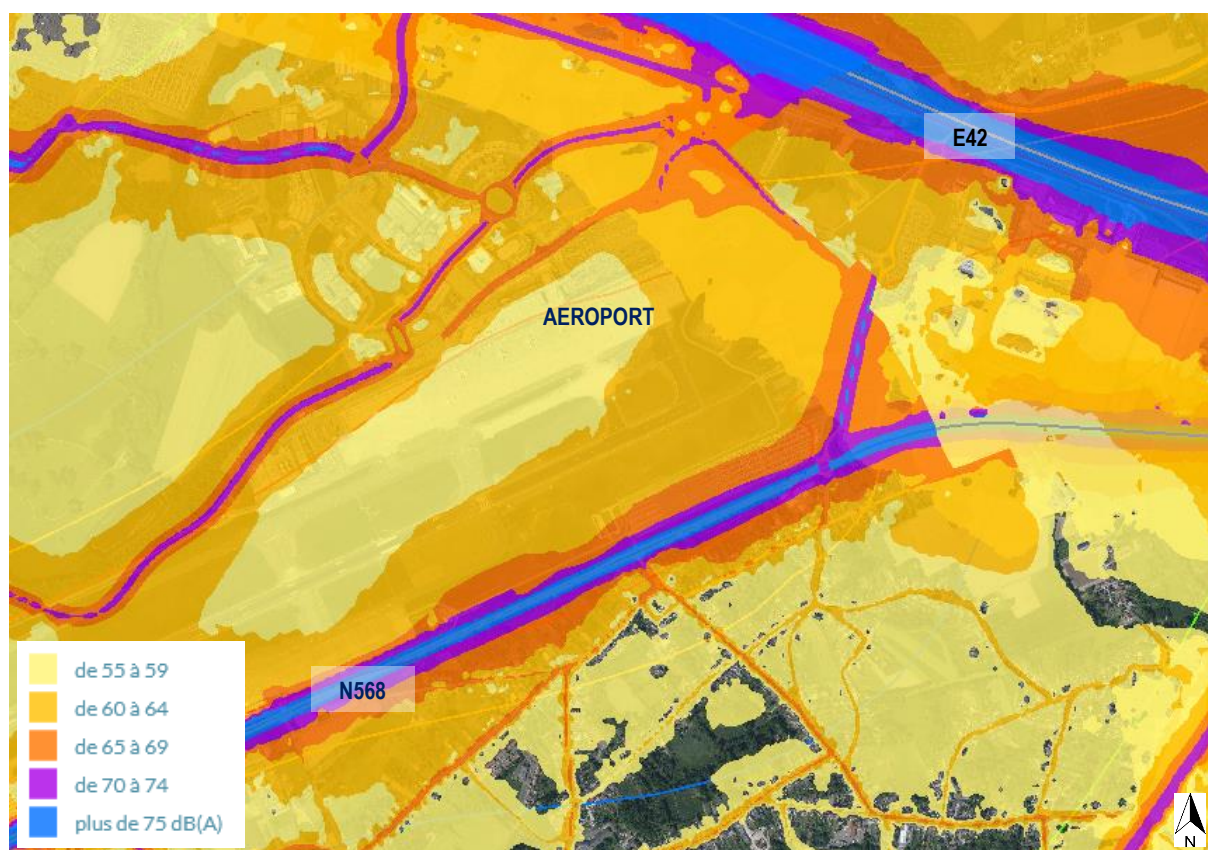 E42
AEROPORT
N568
de 55 à 59
de 60 à 64
de 65 à 69
de 70 à 74
plus de 75 dB(A)
N